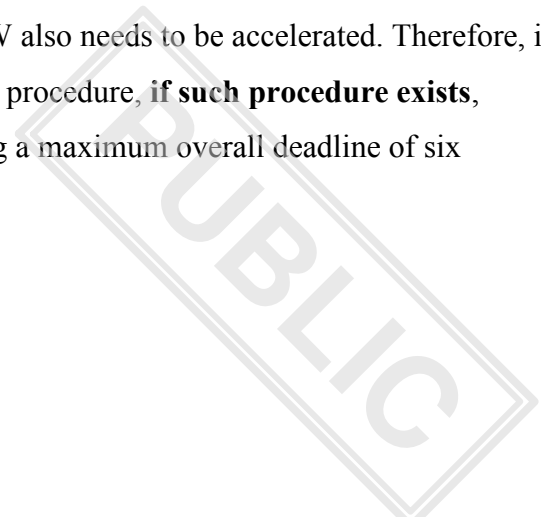 also needs to be accelerated. Therefore,
procedure, if such procedure exists,
a maximum overall deadline of six
PUBLIC